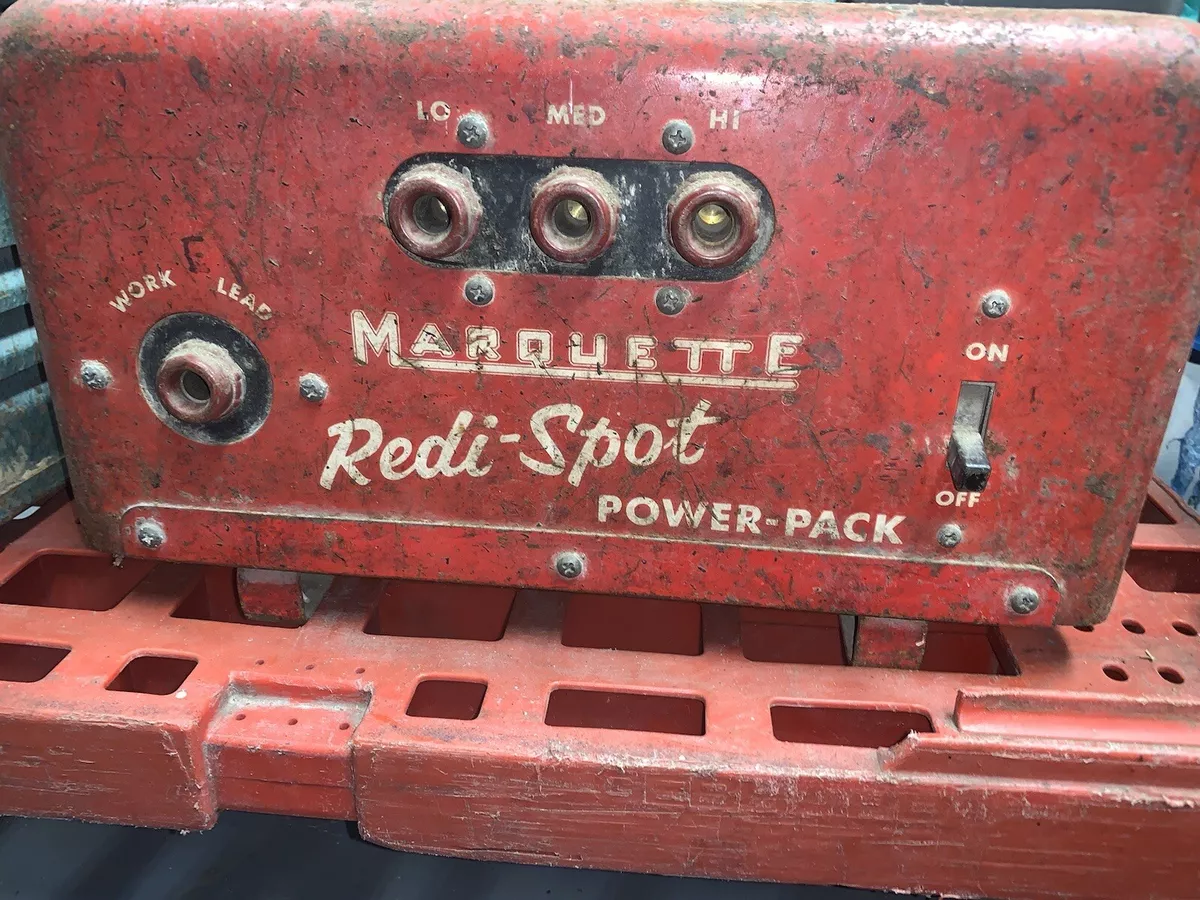 LO MED HI
WORK LEAD
MARQUETTE
Redi-Spot
POWER-PACK
ON
OFF